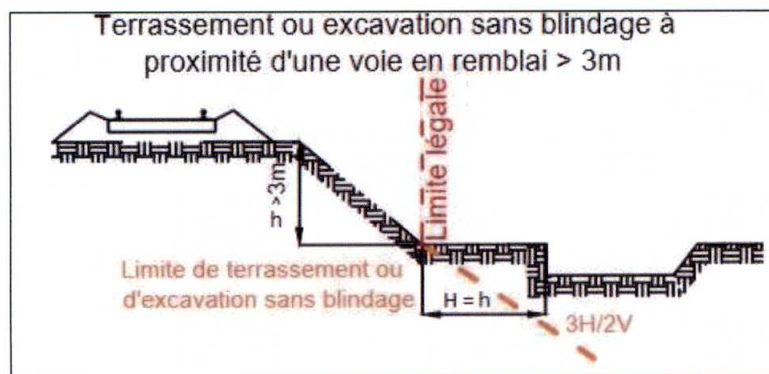 Terrassement ou excavation sans blindage à
proximité d'une voie en remblai > 3m
Limite légale
h >3m
Limite de terrassement ou
d'excavation sans blindage
H = h
3H/2V